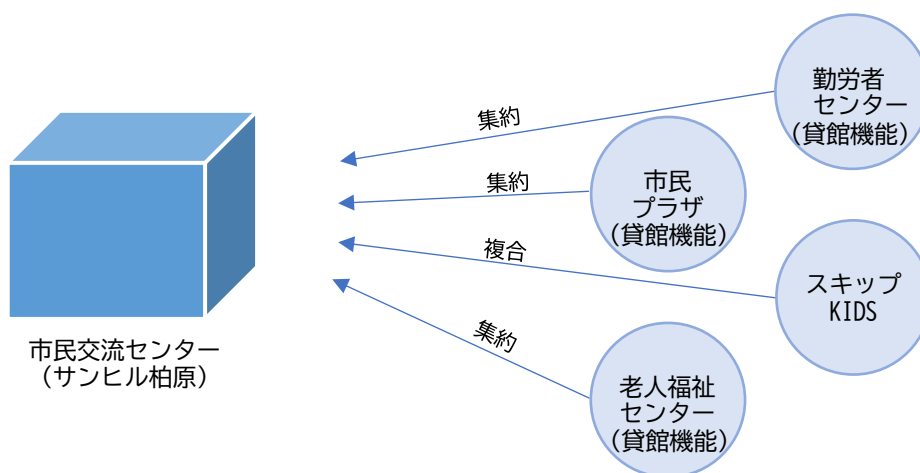 勤労者
センター
(貸館機能)
集約
市民
プラザ
(貸館機能)
集約
複合
スキップ
KIDS
集約
老人福祉
センター
(貸館機能)
市民交流センター
(サンヒル柏原)